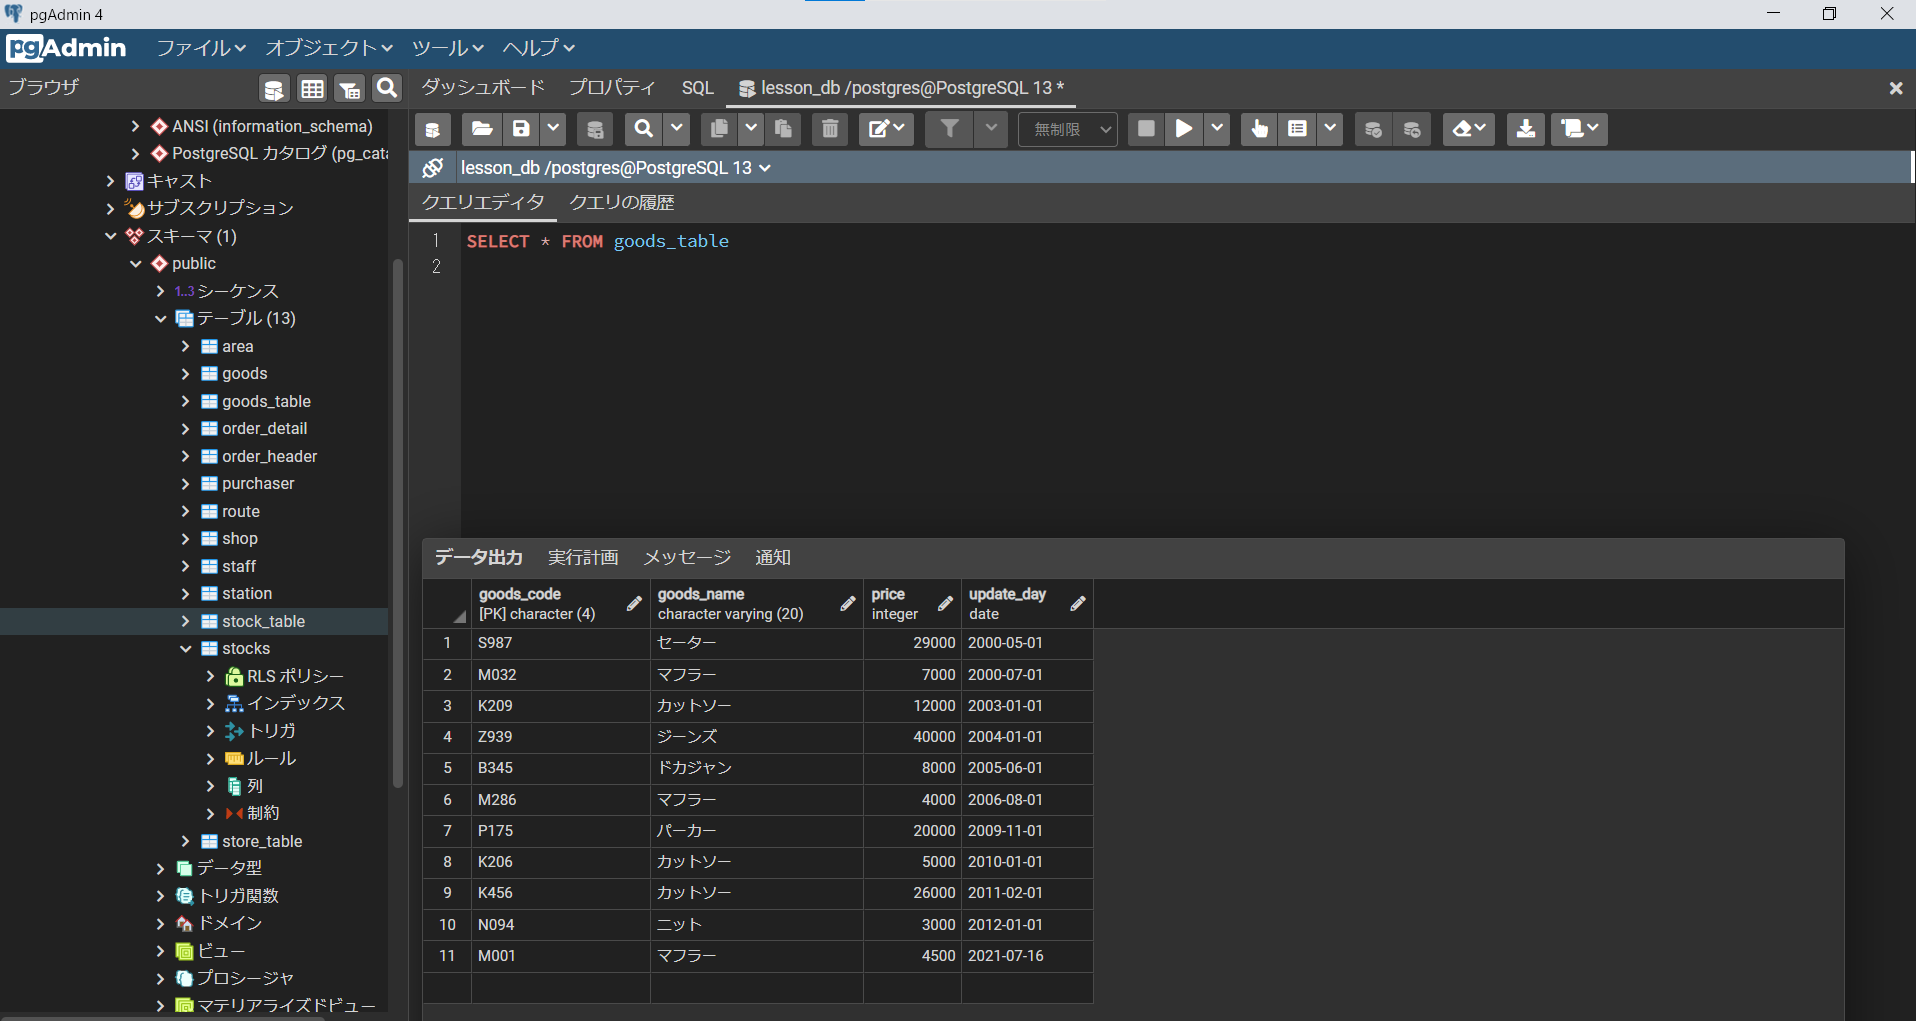 pgAdmin 4
pgAdmin ファイル オブジェクト ツール ヘルプ
ブラウザ
ダッシュボード プロパティ SQL lesson_db /postgres@PostgreSQL 13 *
ANSI (information_schema)
PostgreSQL カタログ (pg_cata
キャスト
サブスクリプション
スキーマ (1)
public
1..3 シーケンス
テーブル (13)
area
goods
goods_table
order_detail
order_header
purchaser
route
shop
staff
station
stock_table
stocks
RLS ポリシー
インデックス
トリガ
ルール
列
制約
store_table
データ型
トリガ関数
ドメイン
ビュー
プロシージャ
マテリアライズドビュー
無制限
lesson_db /postgres@PostgreSQL 13
クエリエディタ クエリの履歴
1 SELECT * FROM goods_table
2
データ出力 実行計画 メッセージ 通知
goods_code goods_name price update_day
[PK] character (4) character varying (20) integer date
1 S987 セーター 29000 2000-05-01
2 M032 マフラー 7000 2000-07-01
3 K209 カットソー 12000 2003-01-01
4 Z939 ジーンズ 40000 2004-01-01
5 B345 ドカジャン 8000 2005-06-01
6 M286 マフラー 4000 2006-08-01
7 P175 パーカー 20000 2009-11-01
8 K206 カットソー 5000 2010-01-01
9 K456 カットソー 26000 2011-02-01
10 N094 ニット 3000 2012-01-01
11 M001 マフラー 4500 2021-07-16